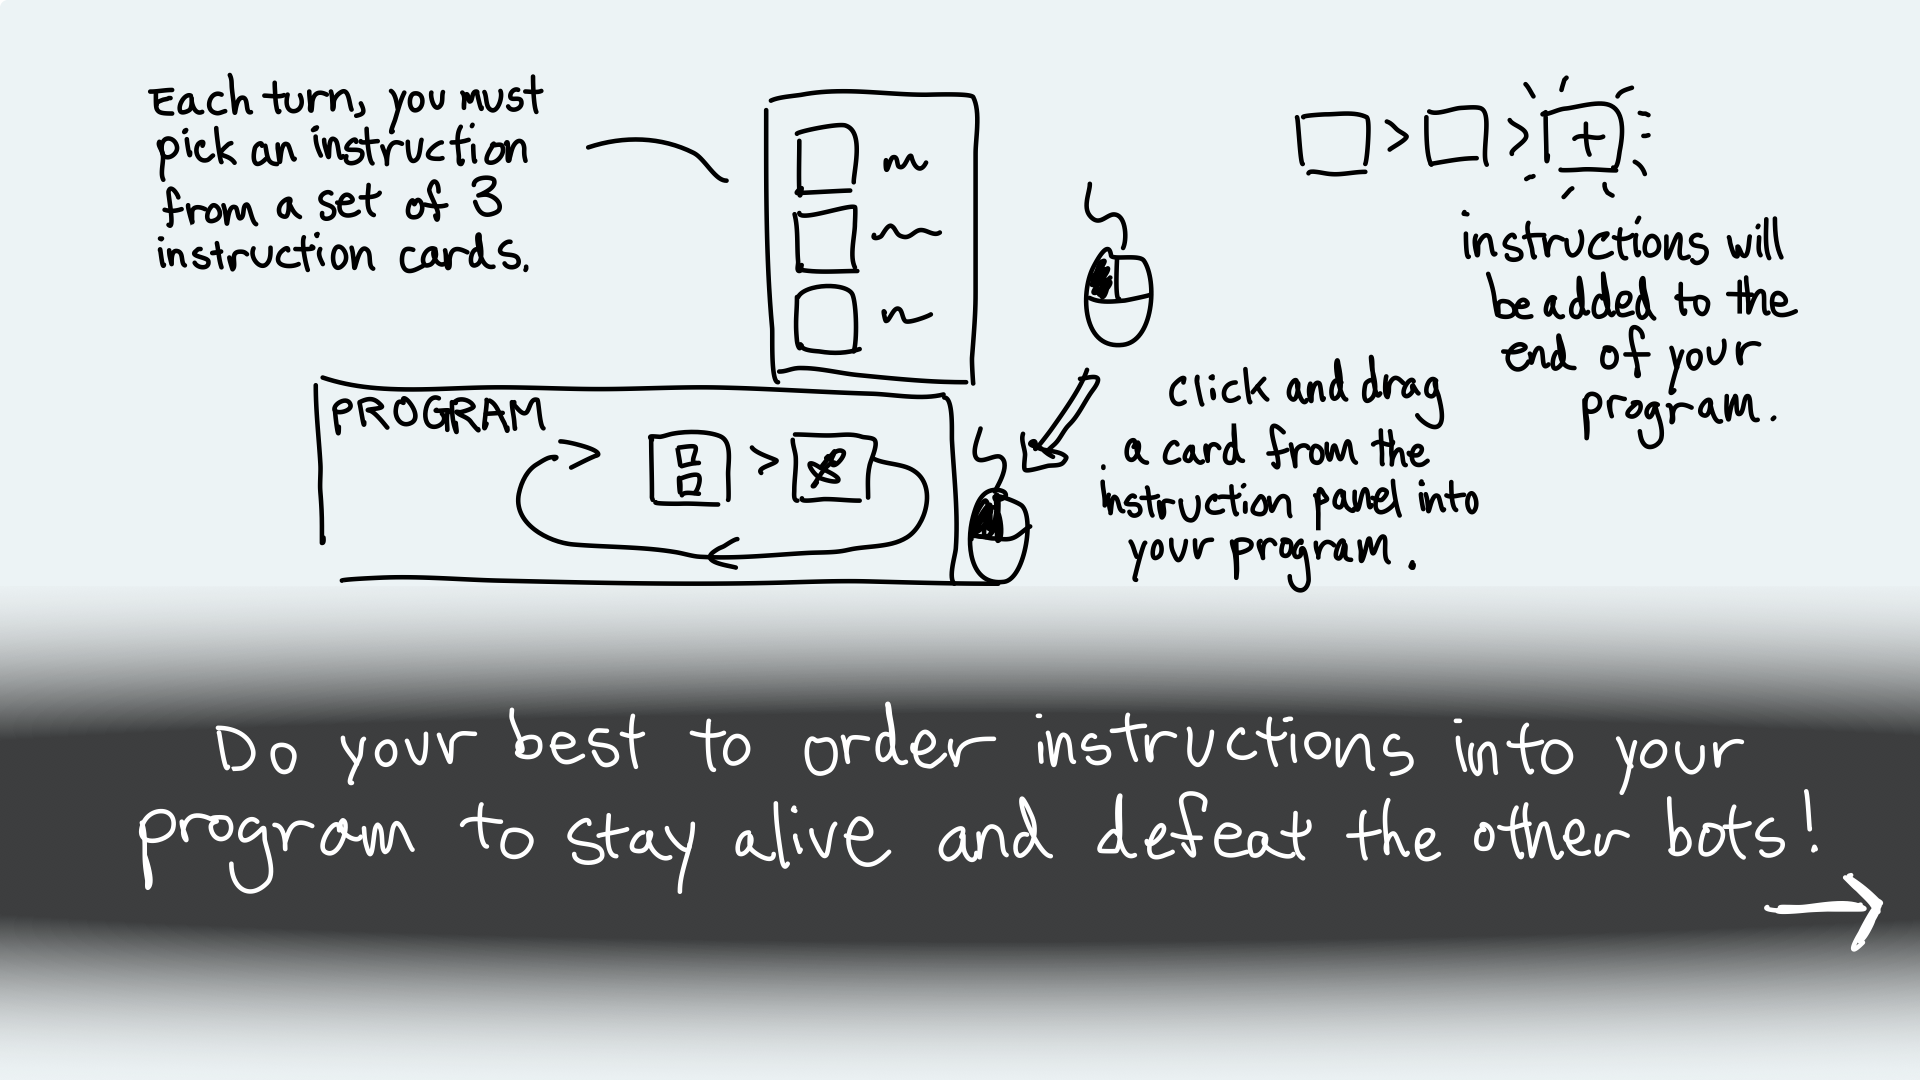 Each turn, you must
pick an instruction
from a set of 3
instruction cards.
instructions will
be added to the
end of your
program.
PROGRAM
click and drag
a card from the
instruction panel into
your program.
Do your best to order instructions into your
program to stay alive and defeat the other bots!